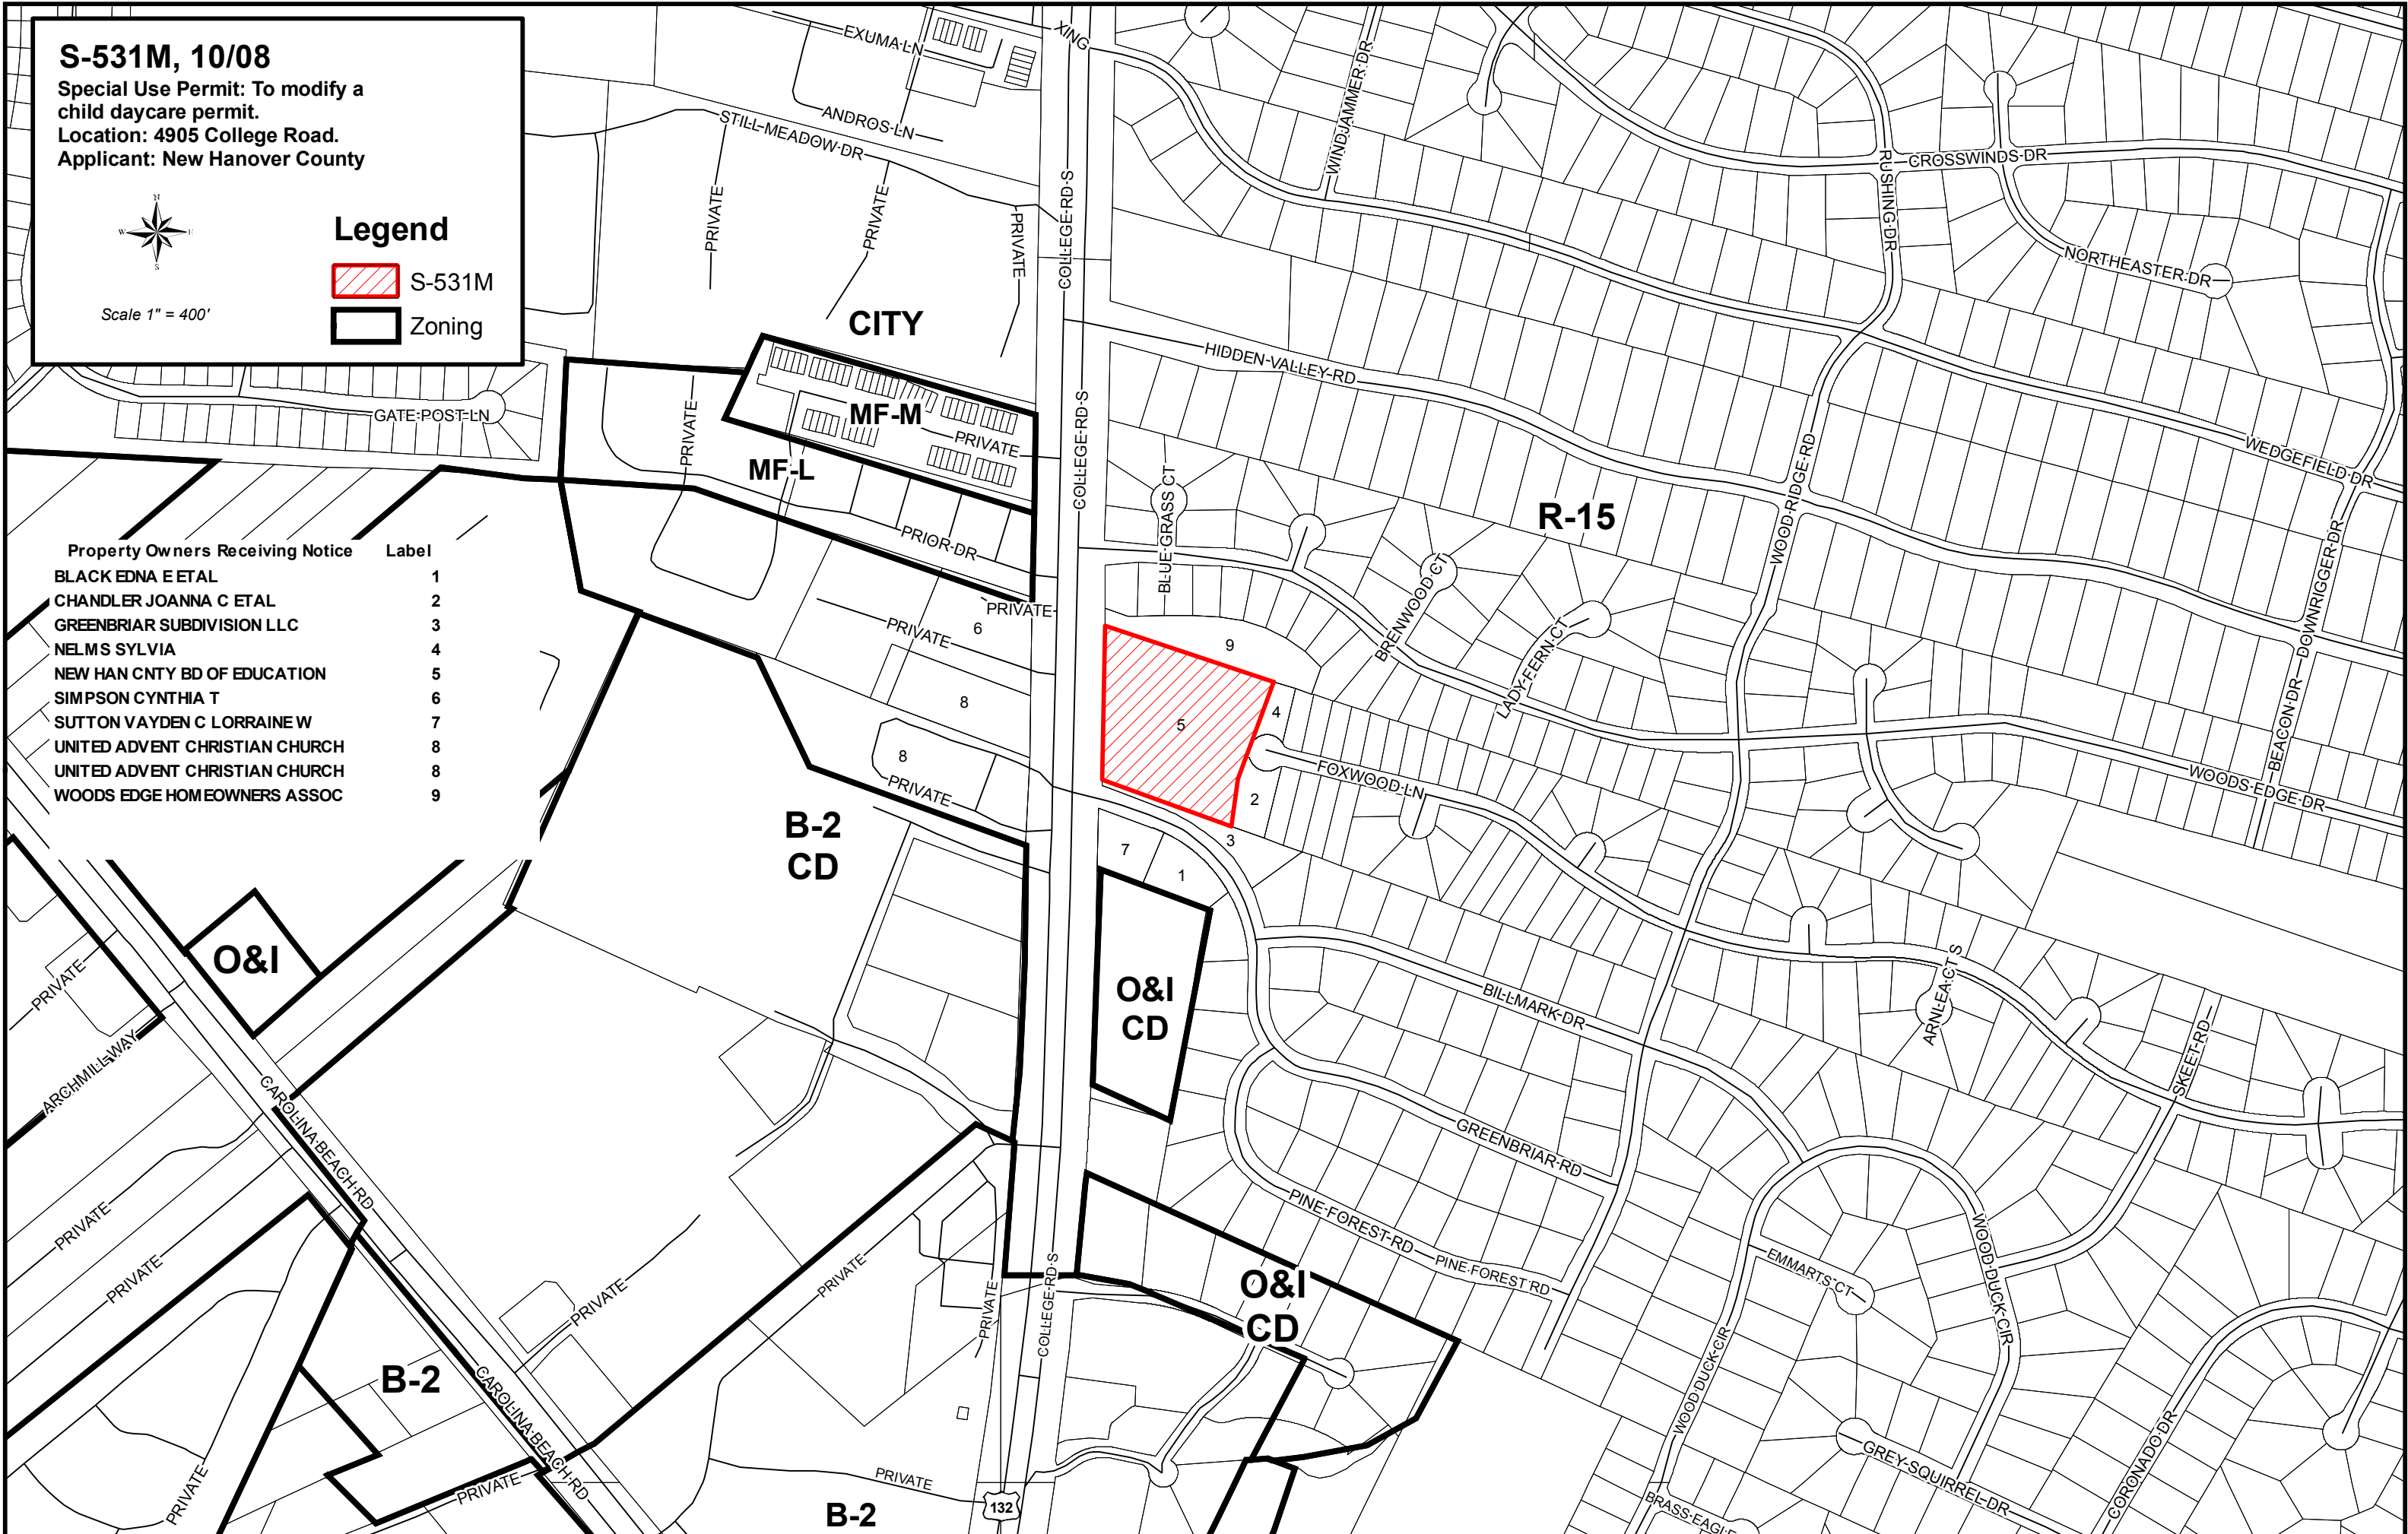 S-531M, 10/08
Special Use Permit: To modify a
child daycare permit.
Location: 4905 College Road.
Applicant: New Hanover County
N
W E
S
Legend
S-531M
Scale 1" = 400'
Zoning
Property Owners Receiving Notice Label
BLACK EDNA E ETAL 1
CHANDLER JOANNA C ETAL 2
GREENBRIAR SUBDIVISION LLC 3
NELMS SYLVIA 4
NEW HAN CNTY BD OF EDUCATION 5
SIMPSON CYNTHIA T 6
SUTTON VAYDEN C LORRAINE W 7
UNITED ADVENT CHRISTIAN CHURCH 8
UNITED ADVENT CHRISTIAN CHURCH 8
WOODS EDGE HOMEOWNERS ASSOC 9
EXUMA LN
XING
ANDROS LN
STILL MEADOW DR
WINDJAMMER DR
CROSSWINDS DR
RUSHING DR
NORTHEASTER DR
PRIVATE
PRIVATE
PRIVATE
COLLEGE RD S
CITY
HIDDEN VALLEY RD
GATE POST LN
MF-M
PRIVATE
PRIVATE
MF-L
COLLEGE RD S
WEDGEFIELD DR
BLUE GRASS CT
R-15
WOOD RIDGE RD
PRIOR DR
BRENWOOD CT
DOWNRIGGER DR
PRIVATE
6
PRIVATE
9
LADY FERN CT
8
5
4
8
PRIVATE
FOXWOOD LN
2
BEACON DR
WOODS EDGE DR
B-2
CD
3
7
1
O&I
O&I
CD
BILLMARK DR
ARNLEA CT S
SKEET RD
PRIVATE
ARCHMILL WAY
CAROLINA BEACH RD
GREENBRIAR RD
PINE FOREST RD
PINE FOREST RD
PRIVATE
PRIVATE
PRIVATE
PRIVATE
PRIVATE
COLLEGE RD S
O&I
CD
EMMARTS CT
WOOD DUCK CIR
WOOD DUCK CIR
B-2
CAROLINA BEACH RD
PRIVATE
PRIVATE
PRIVATE
132
B-2
GREY SQUIRREL DR
CORONADO DR